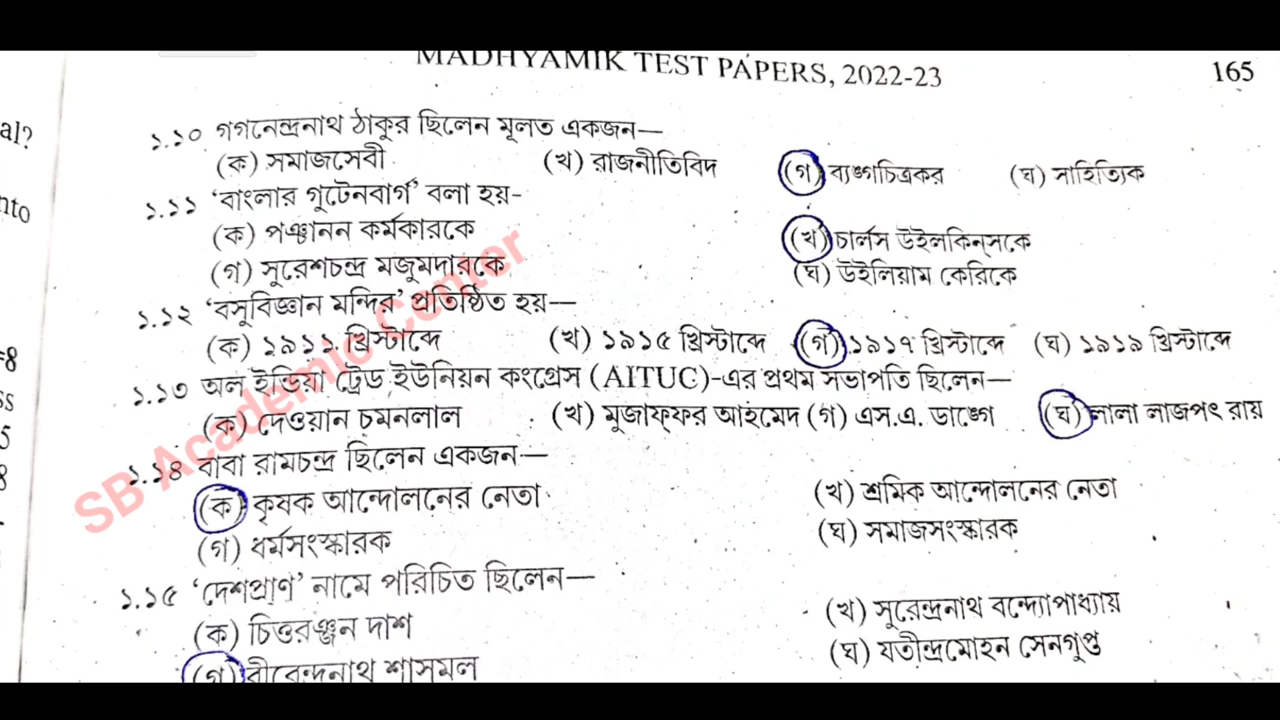 MADHYAMIK TEST PAPERS, 2022-23 165
al?
nto
১.১০ গগনেন্দ্রনাথ ঠাকুর ছিলেন মূলত একজন—
(ক) সমাজসেবী (খ) রাজনীতিবিদ (গ) ব্যঙ্গচিত্রকর (ঘ) সাহিত্যিক
১.১১ ‘বাংলার গুটেনবার্গ’ বলা হয়-
(ক) পঞ্চানন কর্মকারকে (খ) চার্লস উইলকিন্‌সকে
(গ) সুরেশচন্দ্র মজুমদারকে (ঘ) উইলিয়াম কেরিকে
১.১২ ‘বসুবিজ্ঞান মন্দির’ প্রতিষ্ঠিত হয়—
(ক) ১৯১১ খ্রিস্টাব্দে (খ) ১৯১৫ খ্রিস্টাব্দে (গ) ১৯১৭ খ্রিস্টাব্দে (ঘ) ১৯১৯ খ্রিস্টাব্দে
১.১৩ অল ইন্ডিয়া ট্রেড ইউনিয়ন কংগ্রেস (AITUC)-এর প্রথম সভাপতি ছিলেন—
(ক) দেওয়ান চমনলাল (খ) মুজাফ্‌ফর আহমেদ (গ) এস.এ. ডাঙ্গে (ঘ) লালা লাজপৎ রায়
১.১৪ বাবা রামচন্দ্র ছিলেন একজন—
(ক) কৃষক আন্দোলনের নেতা (খ) শ্রমিক আন্দোলনের নেতা
(গ) ধর্মসংস্কারক (ঘ) সমাজসংস্কারক
১.১৫ ‘দেশপ্রাণ’ নামে পরিচিত ছিলেন—
(ক) চিত্তরঞ্জন দাশ (খ) সুরেন্দ্রনাথ বন্দ্যোপাধ্যায়
(গ) বীরেন্দ্রনাথ শাসমল (ঘ) যতীন্দ্রমোহন সেনগুপ্ত
SB Academic Center